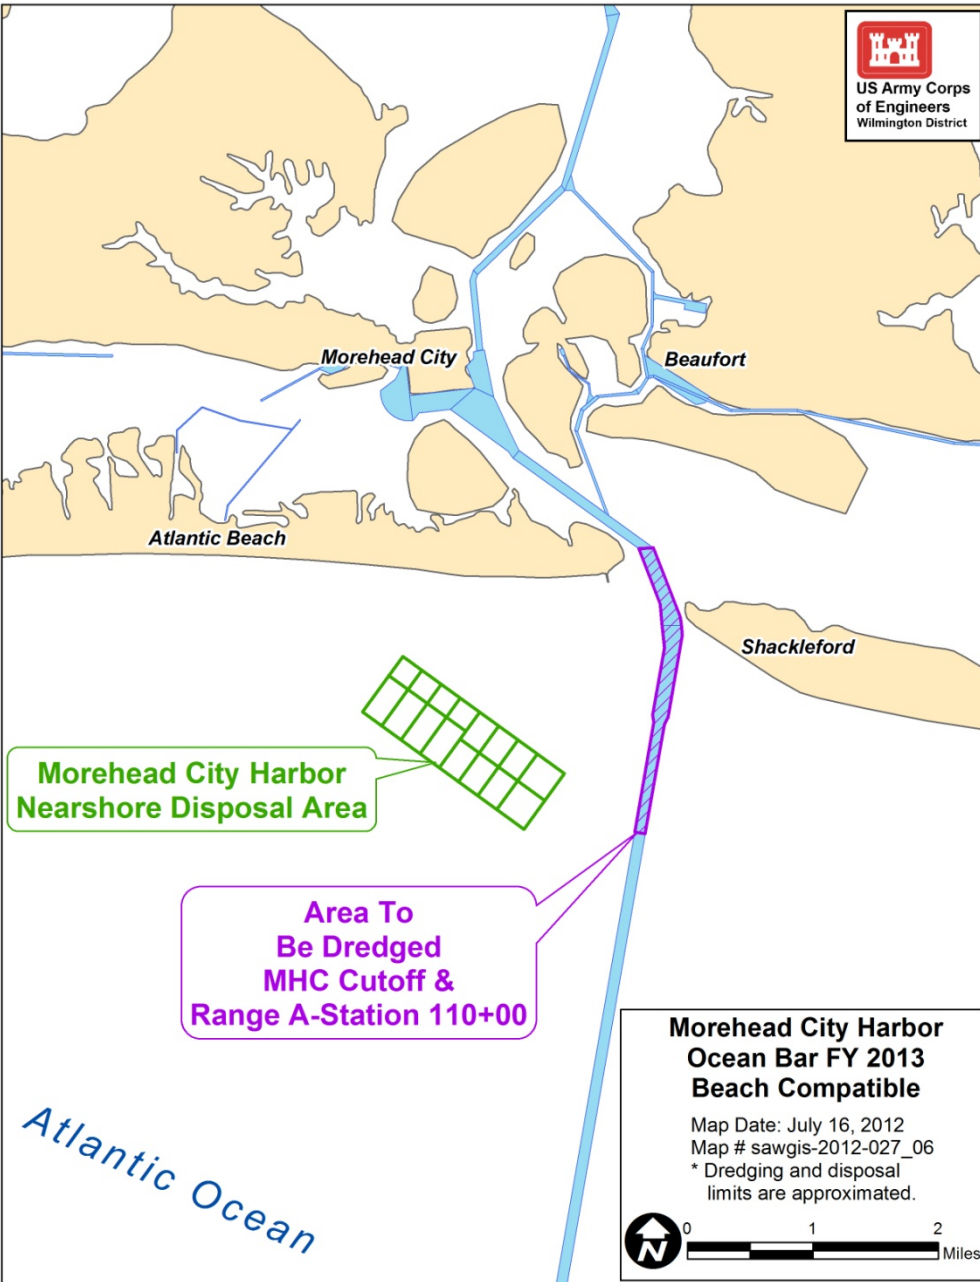 US Army Corps
of Engineers
Wilmington District
Morehead City
Beaufort
Atlantic Beach
Shackleford
Morehead City Harbor
Nearshore Disposal Area
Area To
Be Dredged
MHC Cutoff &
Range A-Station 110+00
Atlantic Ocean
Morehead City Harbor
Ocean Bar FY 2013
Beach Compatible
Map Date: July 16, 2012
Map # sawgis-2012-027_06
* Dredging and disposal
limits are approximated.
N
0 1 2
Miles